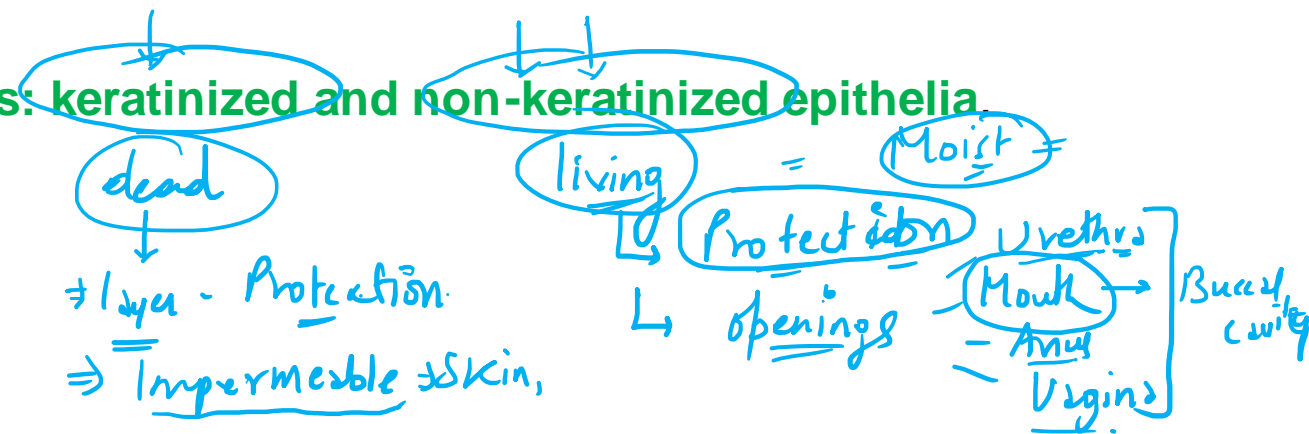 s: keratinized and non-keratinized epithelia.
dead
living = Moist =
Protection
Urethra
⇒ layer - Protection.
openings - Mouth → Buccal cavity
- Anus
Vagina
⇒ Impermeable → Skin,